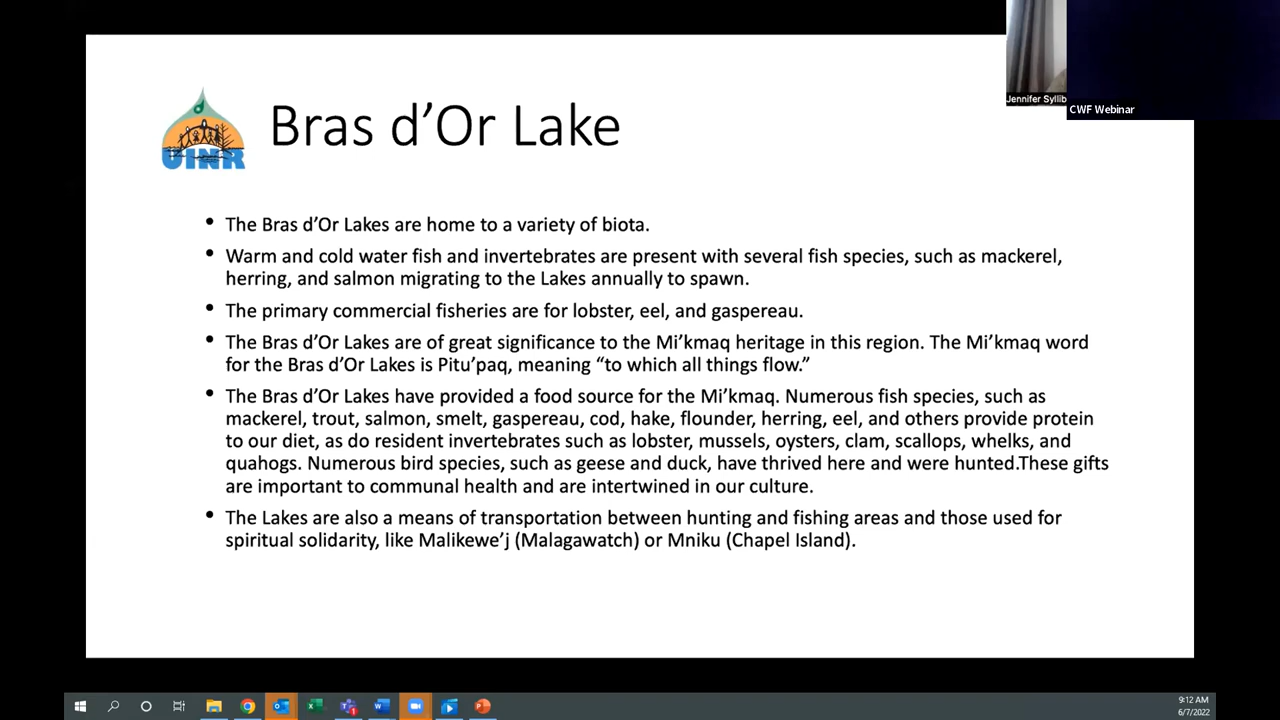 Jennifer Syllib
CWF Webinar
UINR
Bras d’Or Lake
• The Bras d’Or Lakes are home to a variety of biota.
• Warm and cold water fish and invertebrates are present with several fish species, such as mackerel,
herring, and salmon migrating to the Lakes annually to spawn.
• The primary commercial fisheries are for lobster, eel, and gaspereau.
• The Bras d’Or Lakes are of great significance to the Mi’kmaq heritage in this region. The Mi’kmaq word
for the Bras d’Or Lakes is Pitu’paq, meaning “to which all things flow.”
• The Bras d’Or Lakes have provided a food source for the Mi’kmaq. Numerous fish species, such as
mackerel, trout, salmon, smelt, gaspereau, cod, hake, flounder, herring, eel, and others provide protein
to our diet, as do resident invertebrates such as lobster, mussels, oysters, clam, scallops, whelks, and
quahogs. Numerous bird species, such as geese and duck, have thrived here and were hunted.These gifts
are important to communal health and are intertwined in our culture.
• The Lakes are also a means of transportation between hunting and fishing areas and those used for
spiritual solidarity, like Malikewe’j (Malagawatch) or Mniku (Chapel Island).
9:12 AM
6/7/2022